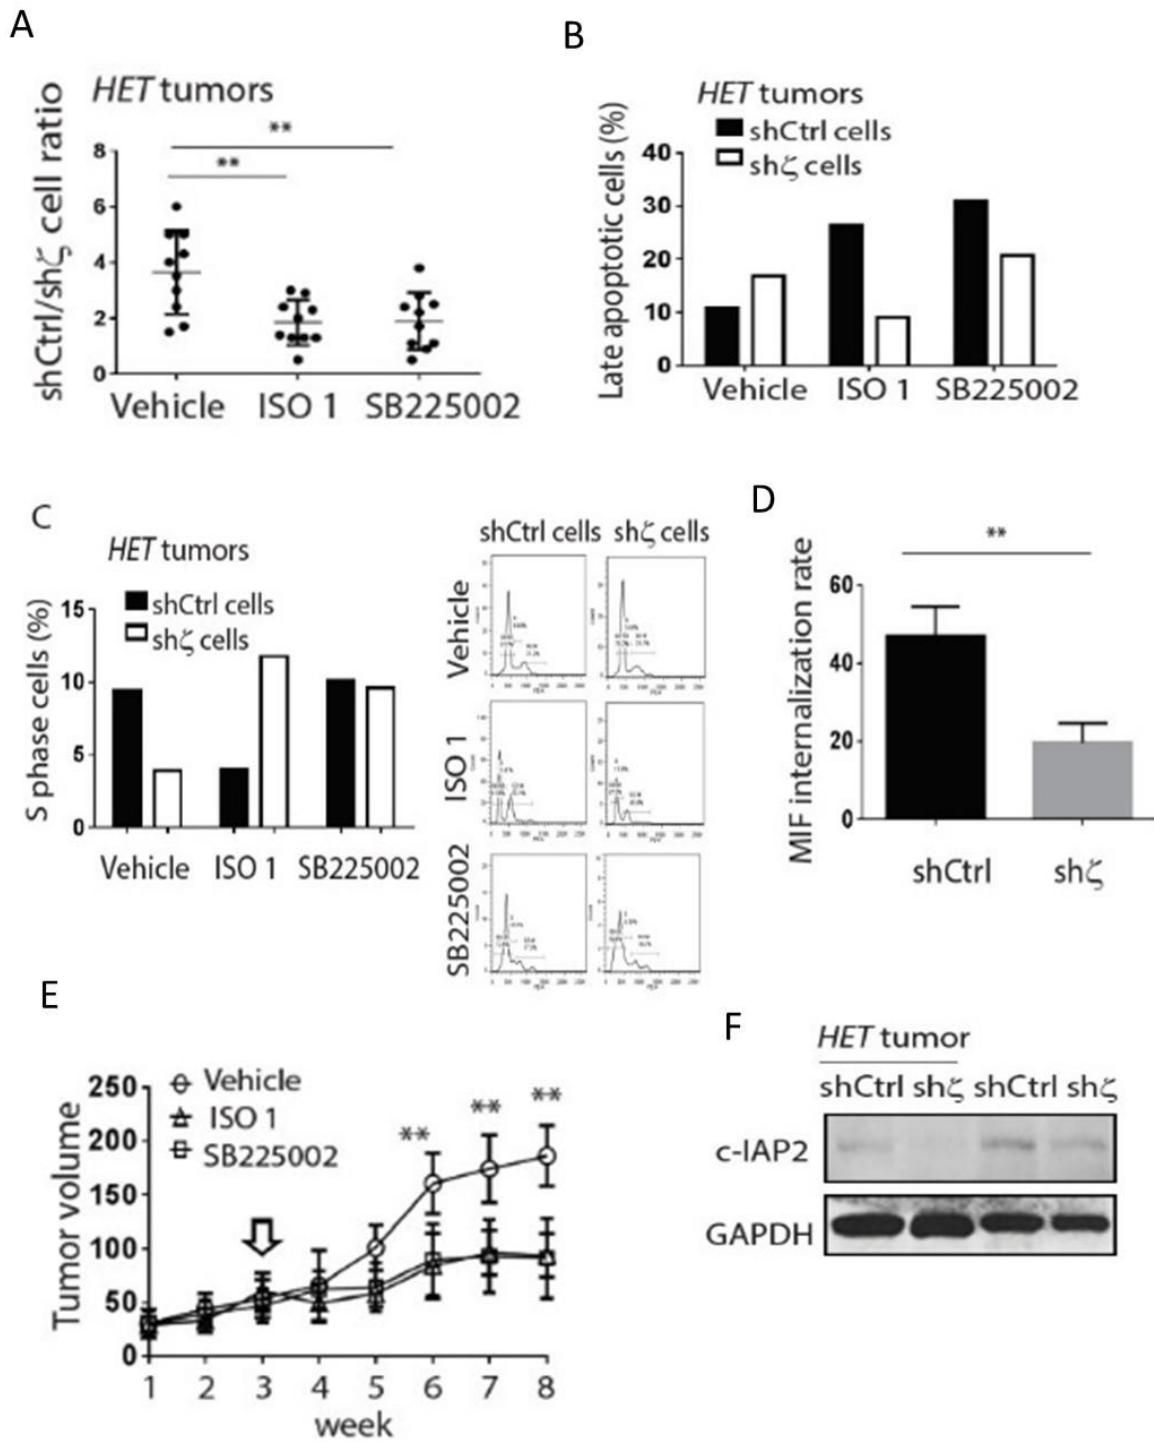 A
HET tumors
shCtrl/shζ cell ratio
**
**
8
6
4
2
0
Vehicle ISO 1 SB225002
B
HET tumors
shCtrl cells
shζ cells
Late apoptotic cells (%)
40
30
20
10
0
Vehicle ISO 1 SB225002
C
HET tumors
shCtrl cells
shζ cells
S phase cells (%)
15
10
5
0
Vehicle ISO 1 SB225002
shCtrl cells shζ cells
Vehicle
ISO 1
SB225002
D
**
MIF internalization rate
60
40
20
0
shCtrl shζ
E
Vehicle
ISO 1
SB225002
** ** **
Tumor volume
250
200
150
100
50
0
1 2 3 4 5 6 7 8
week
F
HET tumor
shCtrl shζ shCtrl shζ
c-IAP2
GAPDH